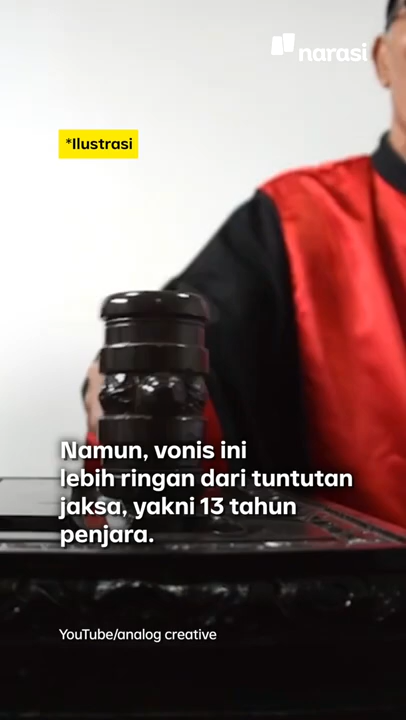 narasi
*Ilustrasi
Namun, vonis ini
lebih ringan dari tuntutan
jaksa, yakni 13 tahun
penjara.
YouTube/analog creative